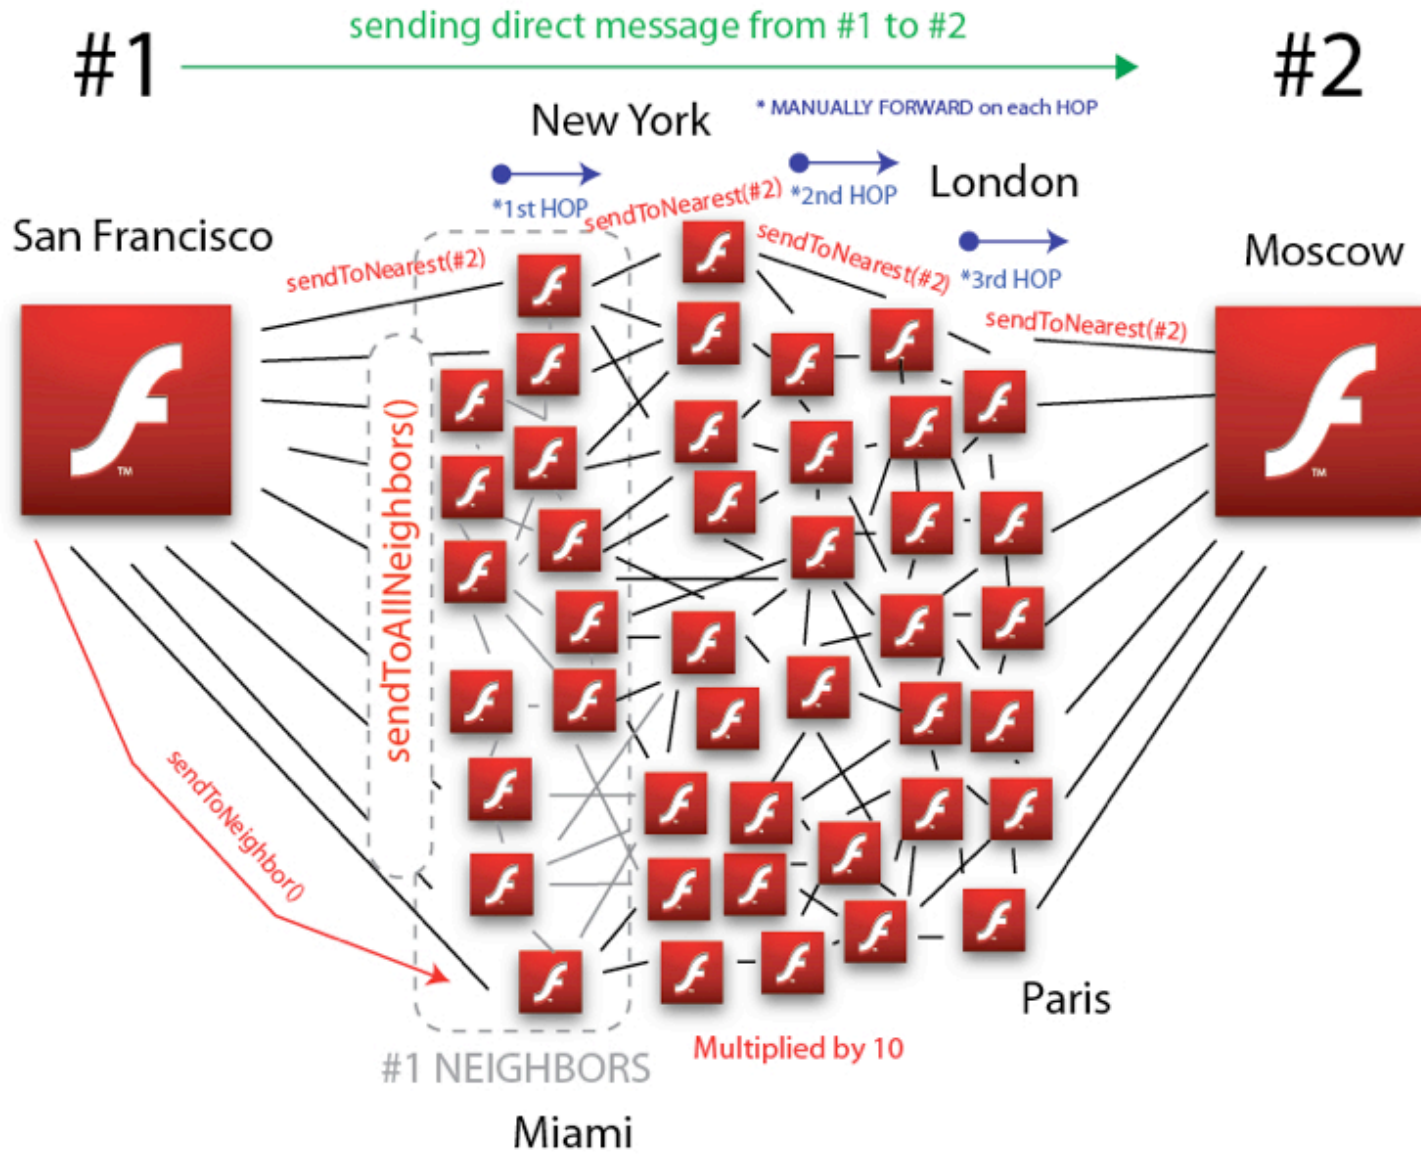 sending direct message from #1 to #2
#1
#2
* MANUALLY FORWARD on each HOP
New York
London
*1st HOP
*2nd HOP
*3rd HOP
San Francisco
Moscow
sendToNearest(#2)
sendToNearest(#2)
sendToNearest(#2)
sendToNearest(#2)
TM
TM
sendToAllNeighbors()
sendToNeighbor()
Paris
Multiplied by 10
#1 NEIGHBORS
Miami